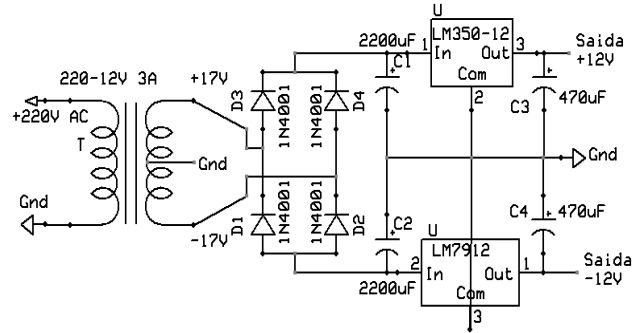 U
2200uF
LM350-12
1
In
Out
3
Saida
+12V
C1
Com
2
220-12V 3A
+17V
D3
1N4001
D4
1N4001
C3
470uF
+220V AC
T
Gnd
Gnd
Gnd
-17V
D1
1N4001
D2
1N4001
C2
C4
470uF
U
LM7912
2
In
Out
1
Saida
-12V
2200uF
Com
3